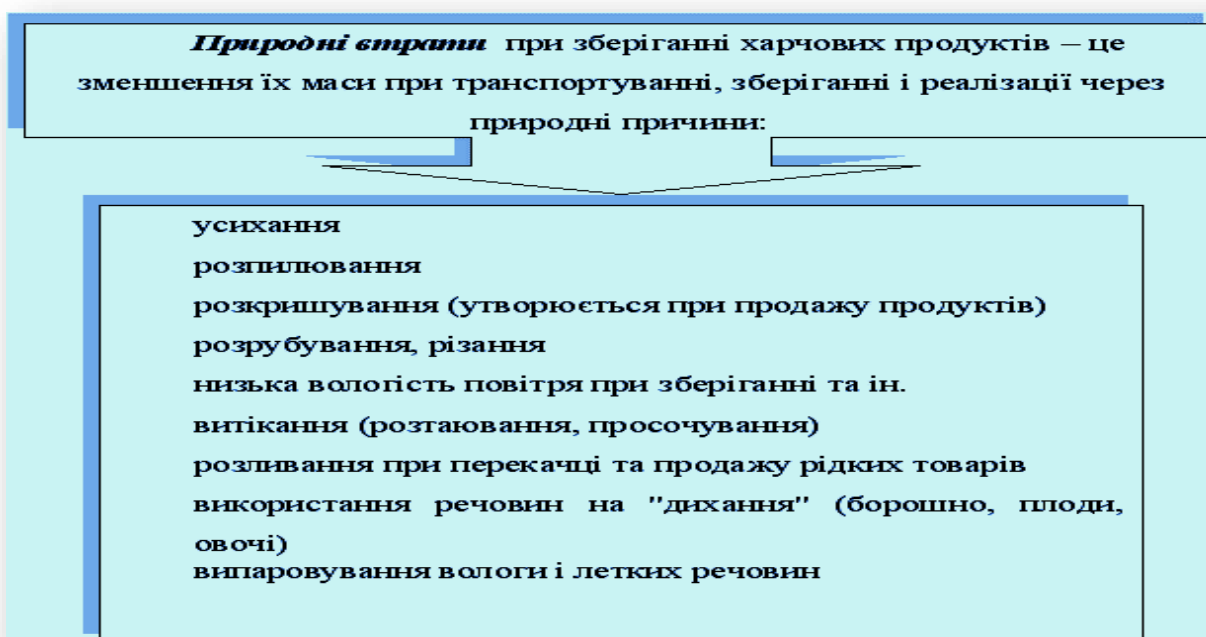 Природні втрати при зберіганні харчових продуктів – це
зменшення їх маси при транспортуванні, зберіганні і реалізації через
природні причини:
усихання
розпилювання
розкришування (утворюється при продажу продуктів)
розрубування, різання
низька вологість повітря при зберіганні та ін.
витікання (розтаювання, просочування)
розливання при перекачці та продажу рідких товарів
використання речовин на "дихання" (борошно, плоди,
овочі)
випаровування вологи і летких речовин